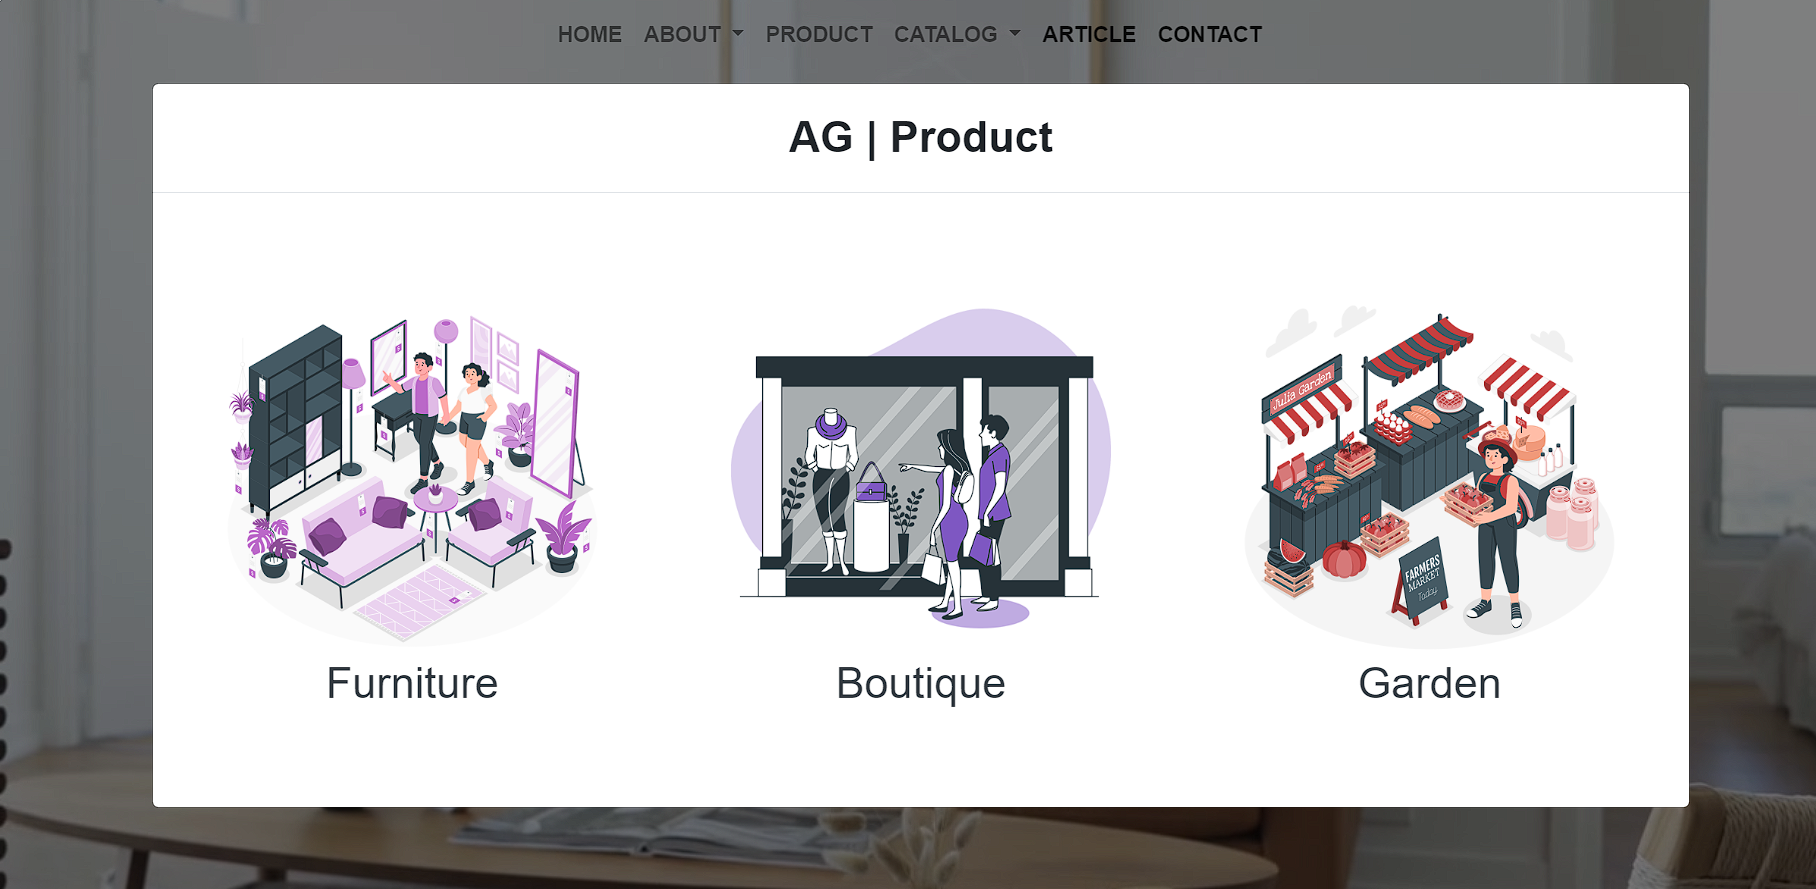 HOME ABOUT PRODUCT CATALOG ARTICLE CONTACT
AG | Product
Julia Garden
FARMERS
MARKET
Today
Furniture
Boutique
Garden